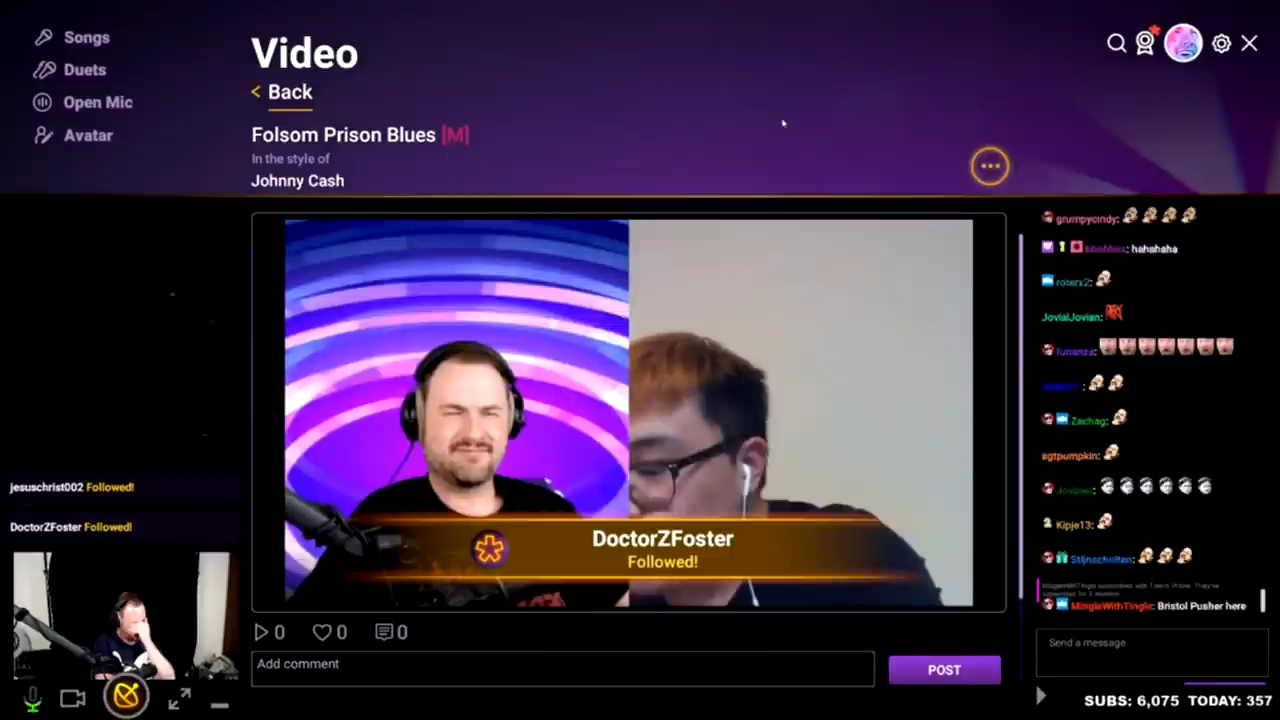 Songs
Duets
Open Mic
Avatar
Video
< Back
Folsom Prison Blues [M]
In the style of
Johnny Cash
grumpycindy:
hahahaha
JovialJovian:
Zachag:
sgtpumpkin:
Kipje13:
Stijnscholten:
MingleWithTingle: Bristol Pusher here
Send a message
SUBS: 6,075 TODAY: 357
jesuschrist002 Followed!
DoctorZFoster Followed!
DoctorZFoster
Followed!
0 0 0
Add comment
POST